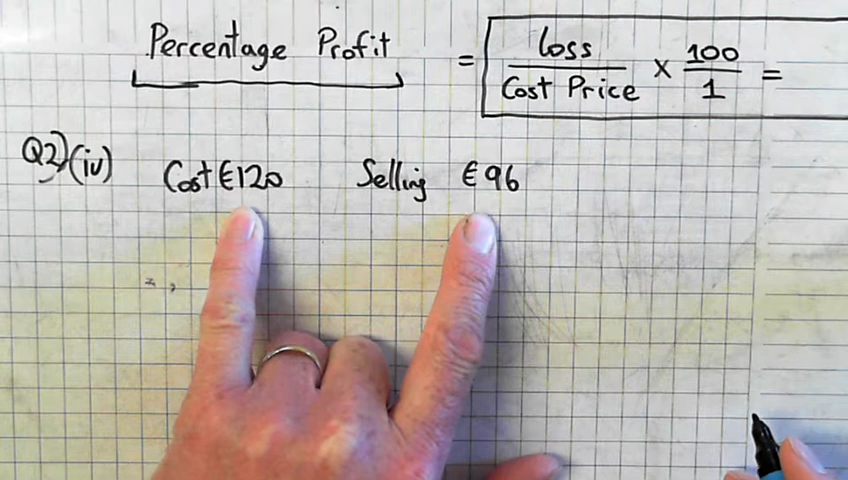 Percentage Profit = loss/Cost Price x 100/1 =
Q2)(iv) Cost €120 Selling €96